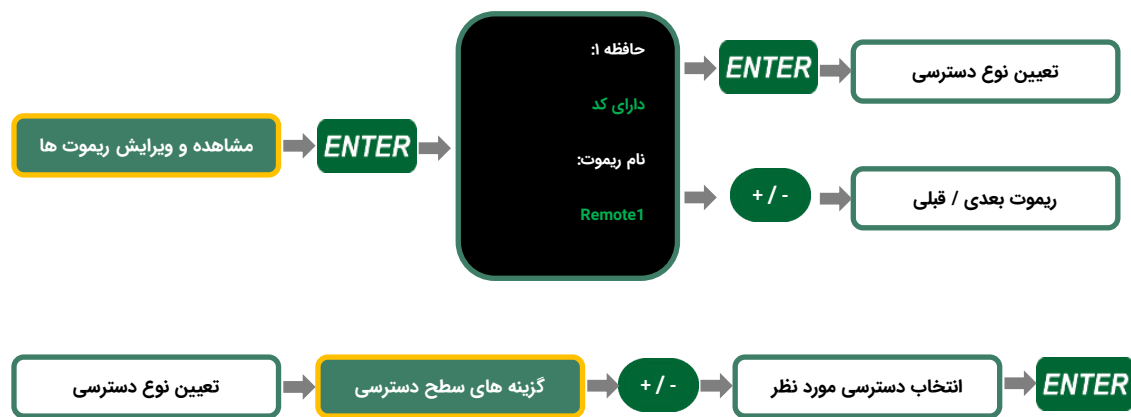 مشاهده و ویرایش ریموت ها
ENTER
حافظه ۱:
دارای کد
نام ریموت:
Remote1
ENTER
تعیین نوع دسترسی
+ / -
ریموت بعدی / قبلی
تعیین نوع دسترسی
گزینه های سطح دسترسی
+ / -
انتخاب دسترسی مورد نظر
ENTER